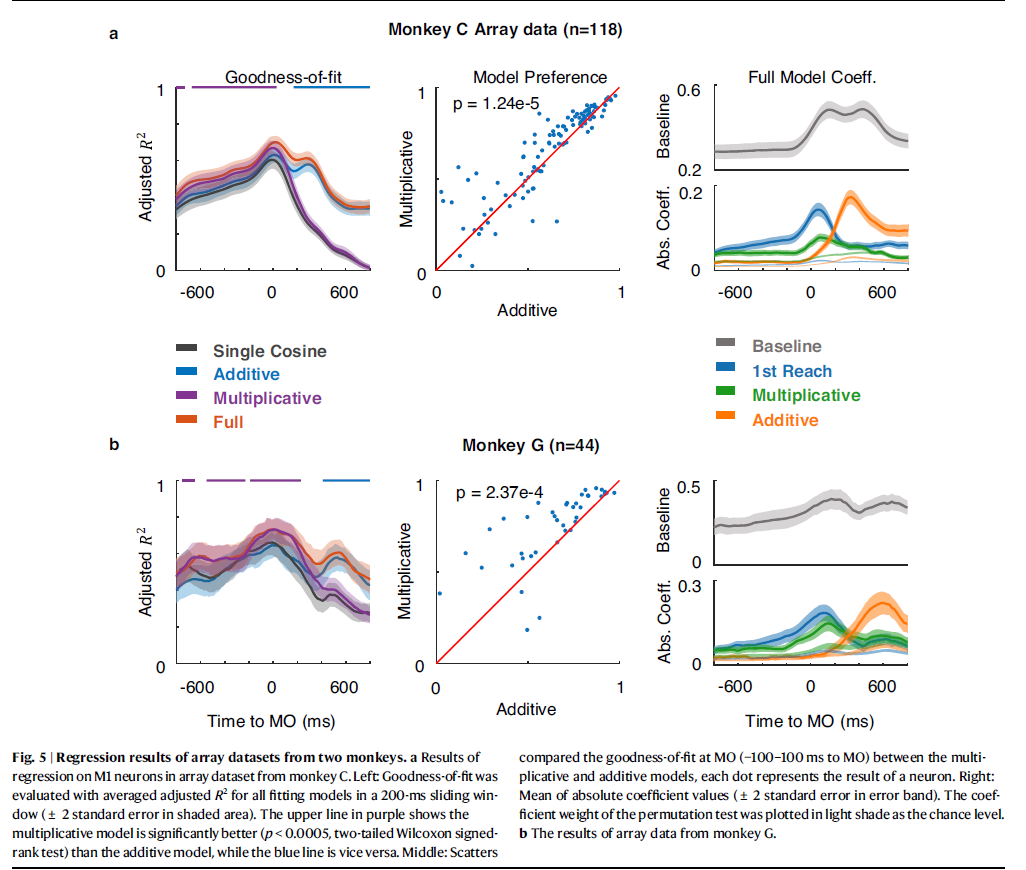 a
Monkey C Array data (n=118)
Goodness-of-fit
Model Preference
Full Model Coeff.
1
Adjusted R²
0
-600 0 600
1
p = 1.24e-5
Multiplicative
0
0 1
Additive
0.6
Baseline
0.2
0.2
Abs. Coeff.
0
-600 0 600
Single Cosine
Additive
Multiplicative
Full
Baseline
1st Reach
Multiplicative
Additive
b
Monkey G (n=44)
1
Adjusted R²
0
-600 0 600
Time to MO (ms)
1
p = 2.37e-4
Multiplicative
0
0 1
Additive
0.5
Baseline
0
0.3
Abs. Coeff.
0
-600 0 600
Time to MO (ms)
Fig. 5 | Regression results of array datasets from two monkeys. a Results of
regression on M1 neurons in array dataset from monkey C. Left: Goodness-of-fit was
evaluated with averaged adjusted R² for all fitting models in a 200-ms sliding win-
dow (± 2 standard error in shaded area). The upper line in purple shows the
multiplicative model is significantly better (p < 0.0005, two-tailed Wilcoxon signed-
rank test) than the additive model, while the blue line is vice versa. Middle: Scatters
compared the goodness-of-fit at MO (–100–100 ms to MO) between the multi-
plicative and additive models, each dot represents the result of a neuron. Right:
Mean of absolute coefficient values (± 2 standard error in error band). The coef-
ficient weight of the permutation test was plotted in light shade as the chance level.
b The results of array data from monkey G.